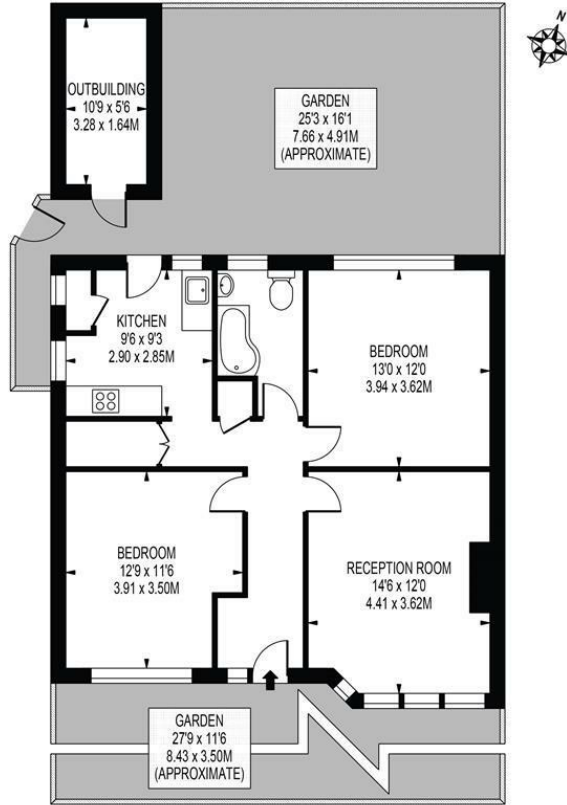 N
OUTBUILDING
10'9 x 5'6
3.28 x 1.64M
GARDEN
25'3 x 16'1
7.66 x 4.91M
(APPROXIMATE)
KITCHEN
9'6 x 9'3
2.90 x 2.85M
BEDROOM
13'0 x 12'0
3.94 x 3.62M
BEDROOM
12'9 x 11'6
3.91 x 3.50M
RECEPTION ROOM
14'6 x 12'0
4.41 x 3.62M
GARDEN
27'9 x 11'6
8.43 x 3.50M
(APPROXIMATE)